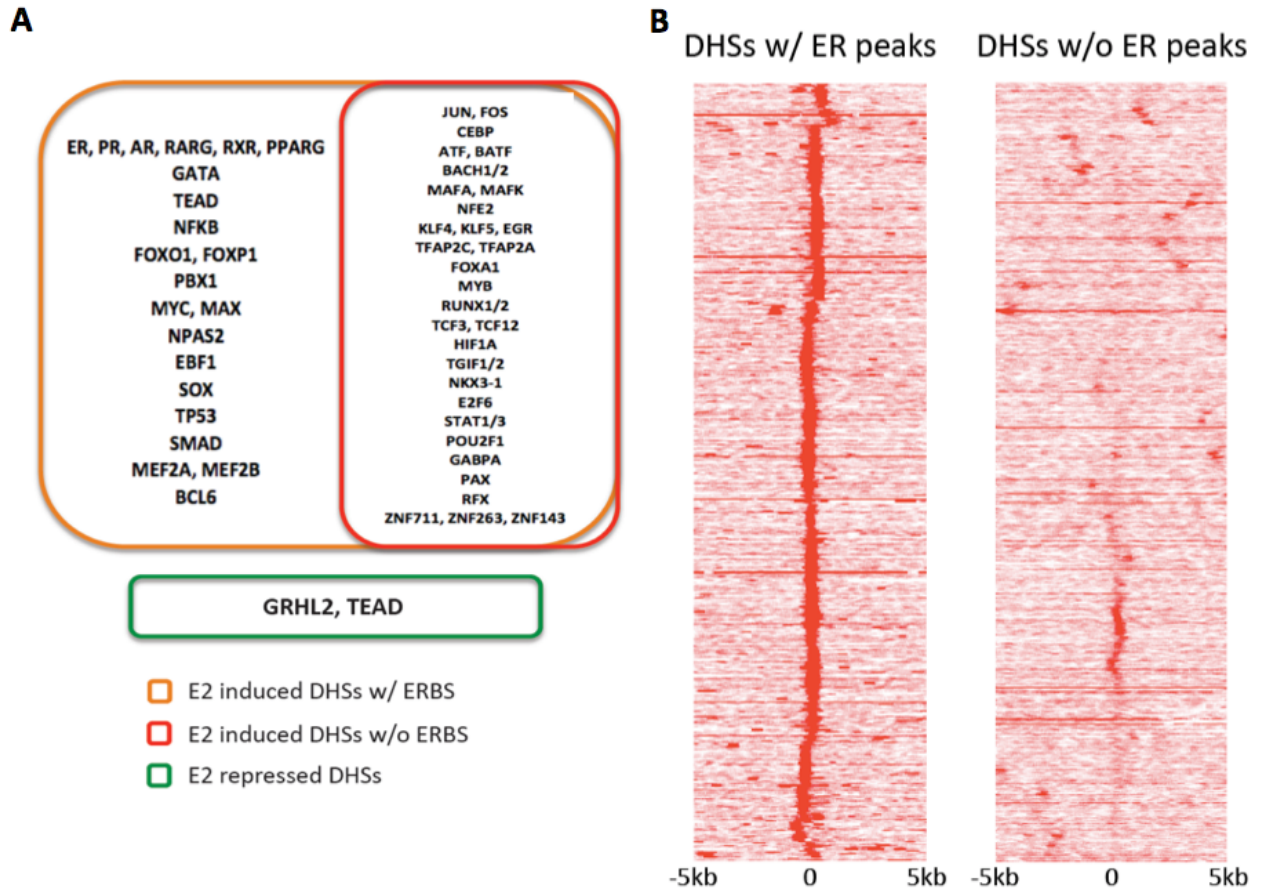 A
ER, PR, AR, RARG, RXR, PPARG
GATA
TEAD
NFKB
FOXO1, FOXP1
PBX1
MYC, MAX
NPAS2
EBF1
SOX
TP53
SMAD
MEF2A, MEF2B
BCL6
JUN, FOS
CEBP
ATF, BATF
BACH1/2
MAFA, MAFK
NFE2
KLF4, KLF5, EGR
TFAP2C, TFAP2A
FOXA1
MYB
RUNX1/2
TCF3, TCF12
HIF1A
TGIF1/2
NKX3-1
E2F6
STAT1/3
POU2F1
GABPA
PAX
RFX
ZNF711, ZNF263, ZNF143
GRHL2, TEAD
E2 induced DHSs w/ ERBS
E2 induced DHSs w/o ERBS
E2 repressed DHSs
B
DHSs w/ ER peaks
DHSs w/o ER peaks
-5kb 0 5kb
-5kb 0 5kb